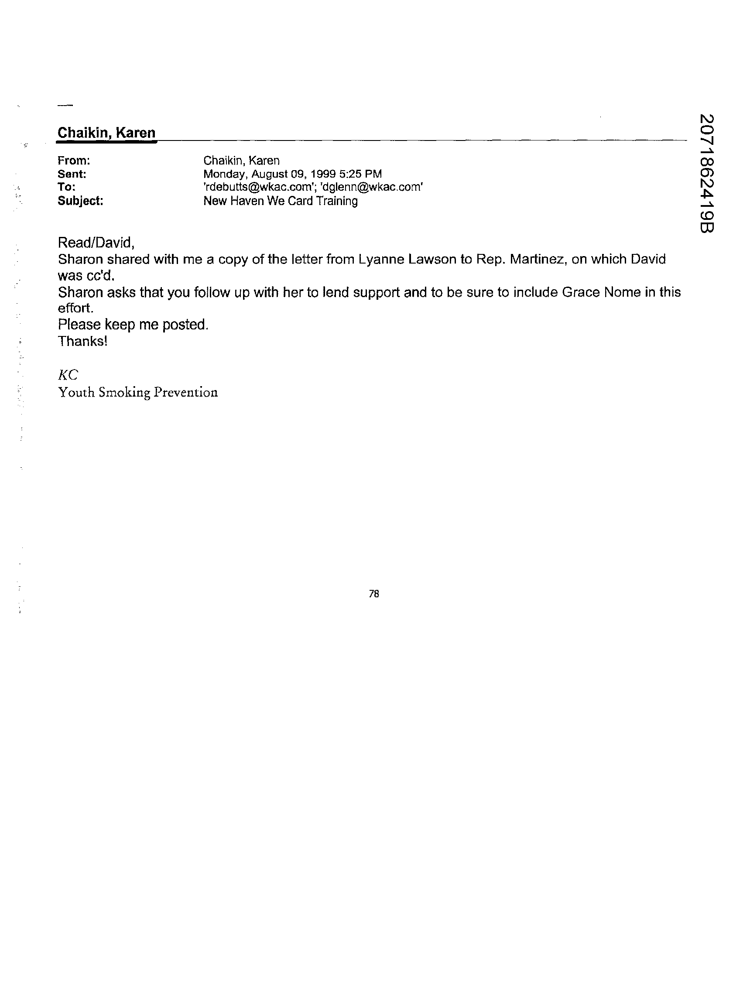 Chaikin, Karen
From: Chaikin, Karen
Sent: Monday, August 09, 1999 5:25 PM
To: 'rdebutts@wkac.com'; 'dglenn@wkac.com'
Subject: New Haven We Card Training
Read/David,
Sharon shared with me a copy of the letter from Lyanne Lawson to Rep. Martinez, on which David
was cc'd.
Sharon asks that you follow up with her to lend support and to be sure to include Grace Nome in this
effort.
Please keep me posted.
Thanks!
KC
Youth Smoking Prevention
78
2071862419B